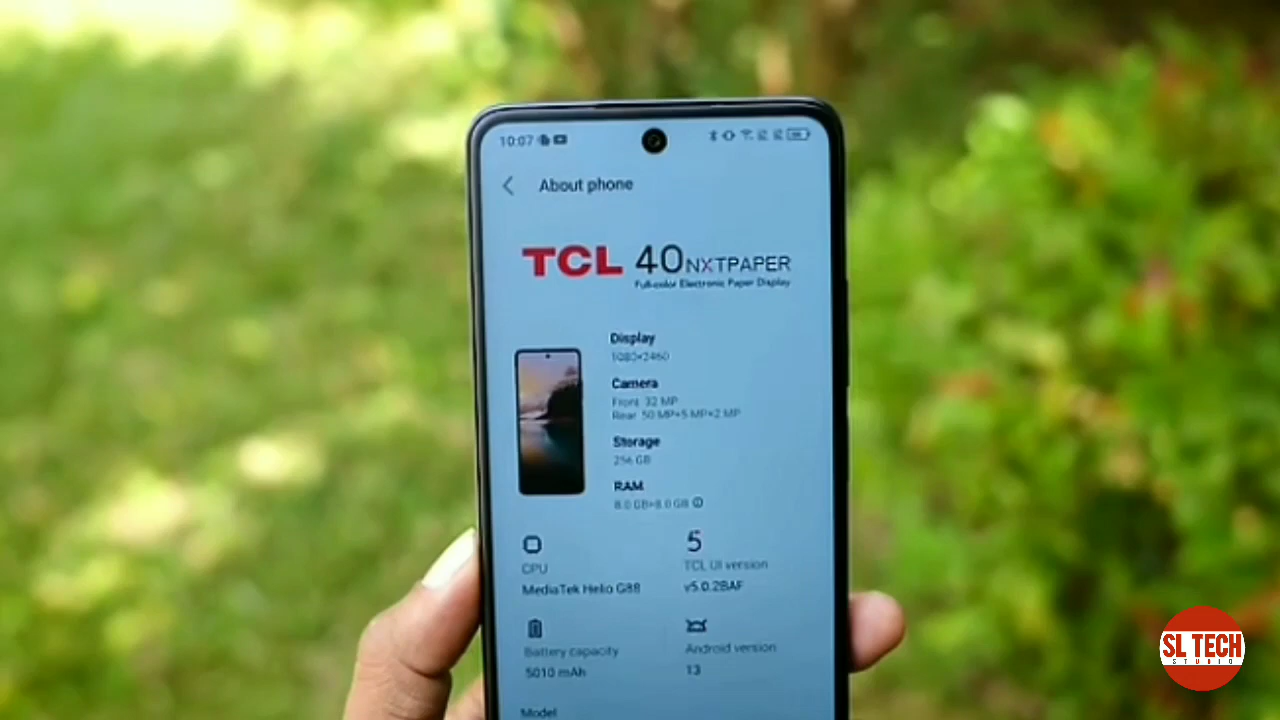 10:07
About phone
TCL 40 NXTPAPER
Full-color Electronic Paper Display
Display
1080×2460
Camera
Front: 32 MP
Rear: 50 MP+5 MP+2 MP
Storage
256 GB
RAM
8.0 GB+8.0 GB
CPU
MediaTek Helio G88
5
TCL UI version
v5.0.2BAF
Battery capacity
5010 mAh
Android version
13
Model
SL TECH
STUDIO